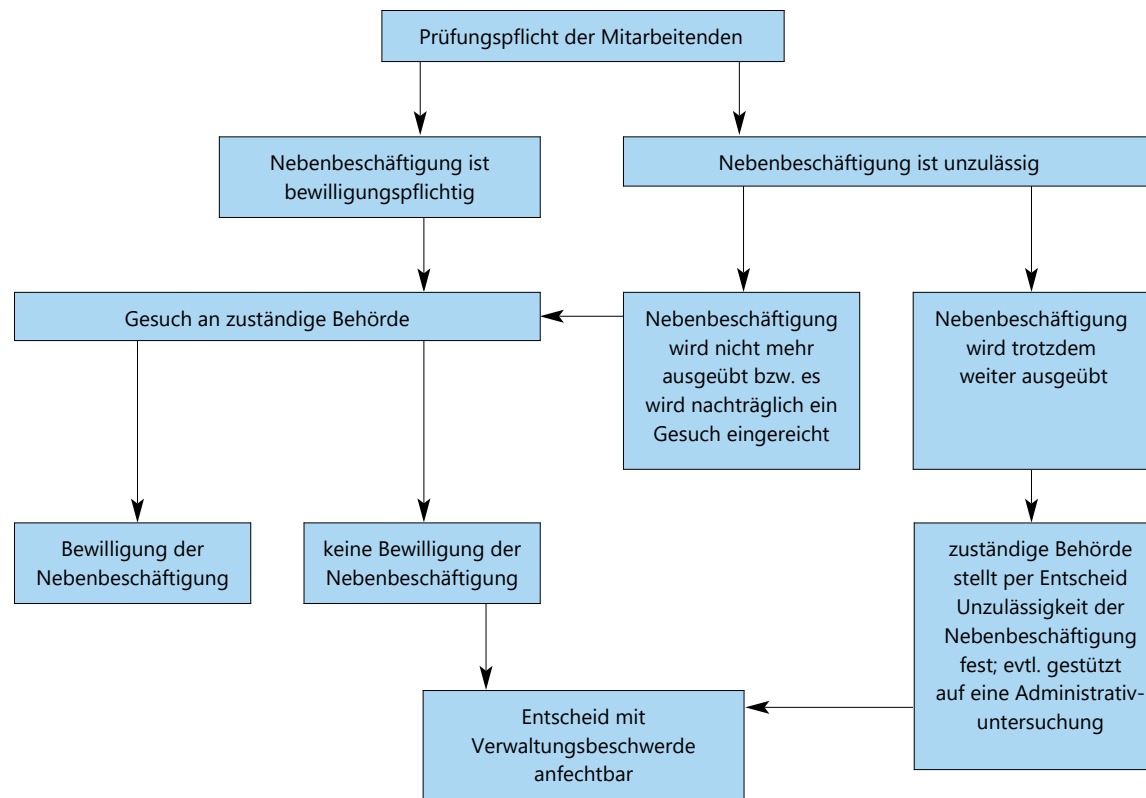 Prüfungspflicht der Mitarbeitenden
Nebenbeschäftigung ist
bewilligungspflichtig
Nebenbeschäftigung ist unzulässig
Gesuch an zuständige Behörde
Nebenbeschäftigung
wird nicht mehr
ausgeübt bzw. es
wird nachträglich ein
Gesuch eingereicht
Nebenbeschäftigung
wird trotzdem
weiter ausgeübt
Bewilligung der
Nebenbeschäftigung
keine Bewilligung der
Nebenbeschäftigung
zuständige Behörde
stellt per Entscheid
Unzulässigkeit der
Nebenbeschäftigung
fest; evtl. gestützt
auf eine Administrativ-
untersuchung
Entscheid mit
Verwaltungsbeschwerde
anfechtbar